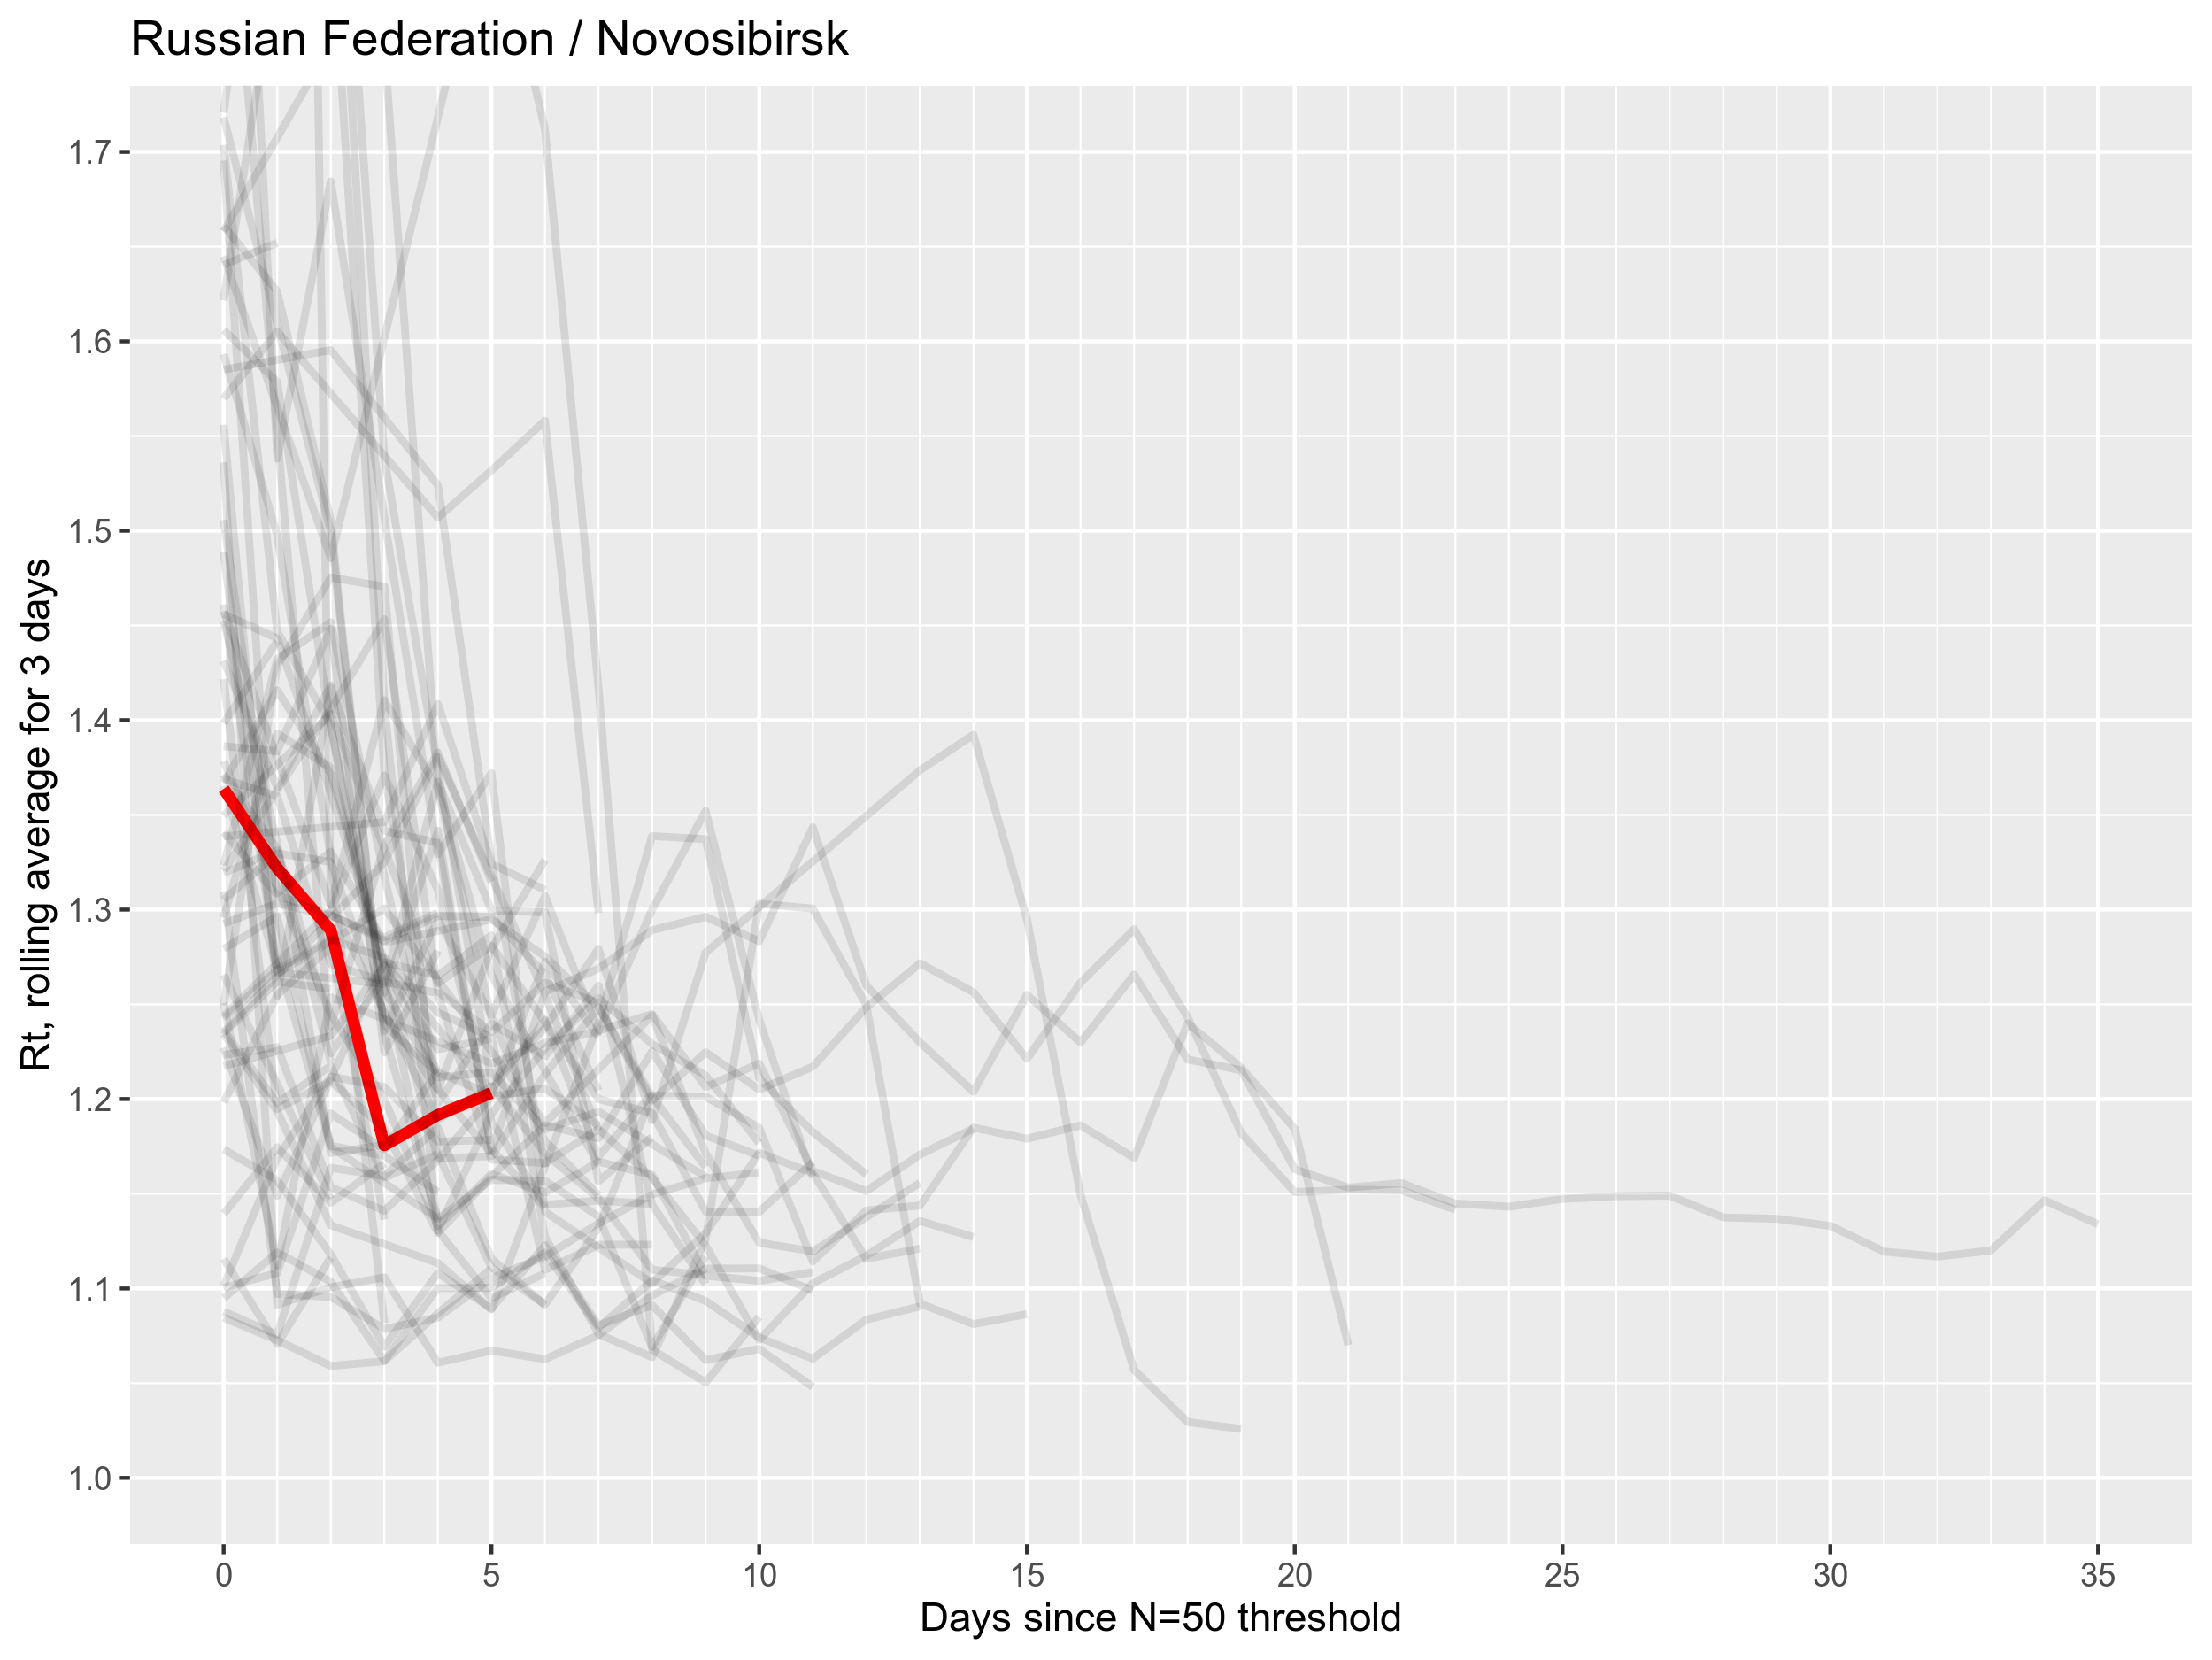 Russian Federation / Novosibirsk
Rt, rolling average for 3 days
1.7
1.6
1.5
1.4
1.3
1.2
1.1
1.0
0 5 10 15 20 25 30 35
Days since N=50 threshold